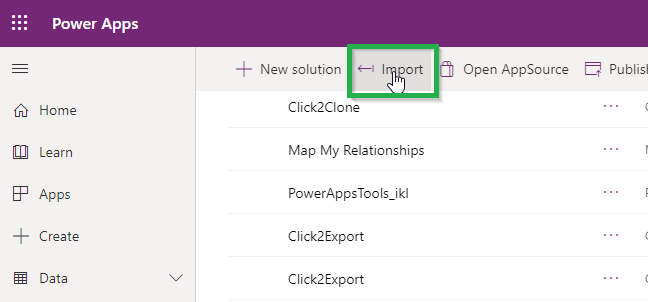 Power Apps
New solution Import Open AppSource Publish
Click2Clone
Home
Learn Map My Relationships
Apps PowerAppsTools_ikl
Create Click2Export
Data Click2Export